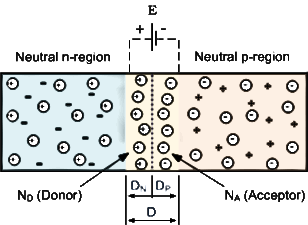 E
+ -
Neutral n-region Neutral p-region
N_D (Donor) D_N D_P N_A (Acceptor)
D